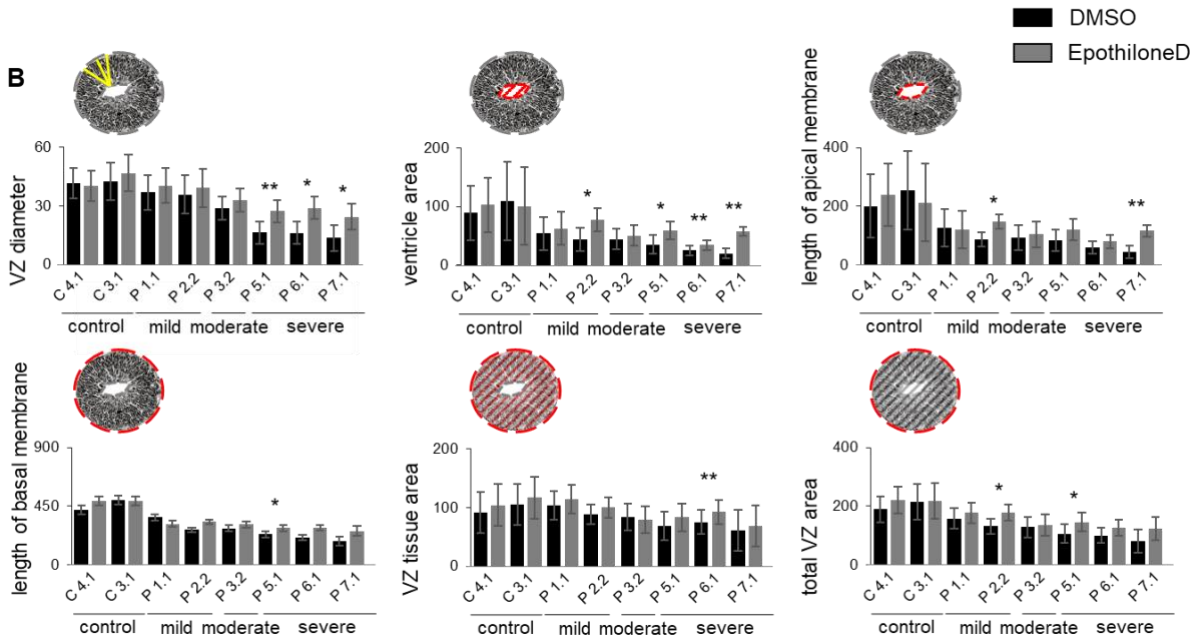 DMSO
EpothiloneD
B
VZ diameter
60
30
0
C 4.1
C 3.1
P 1.1
P 2.2
P 3.2
P 5.1
P 6.1
P 7.1
** * *
control mild moderate severe
ventricle area
200
100
0
C 4.1
C 3.1
P 1.1
P 2.2
P 3.2
P 5.1
P 6.1
P 7.1
* * ** **
control mild moderate severe
length of apical membrane
400
200
0
C 4.1
C 3.1
P 1.1
P 2.2
P 3.2
P 5.1
P 6.1
P 7.1
* **
control mild moderate severe
length of basal membrane
900
450
0
C 4.1
C 3.1
P 1.1
P 2.2
P 3.2
P 5.1
P 6.1
P 7.1
*
control mild moderate severe
VZ tissue area
200
100
0
C 4.1
C 3.1
P 1.1
P 2.2
P 3.2
P 5.1
P 6.1
P 7.1
**
control mild moderate severe
total VZ area
400
200
0
C 4.1
C 3.1
P 1.1
P 2.2
P 3.2
P 5.1
P 6.1
P 7.1
* *
control mild moderate severe